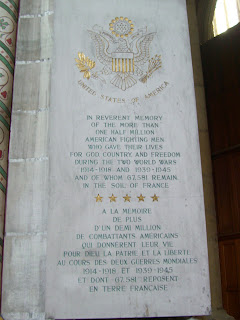 UNITED STATES OF AMERICA
IN REVERENT MEMORY
OF THE MORE THAN
ONE HALF MILLION
AMERICAN FIGHTING MEN
WHO GAVE THEIR LIVES
FOR GOD COUNTRY AND FREEDOM
DURING THE TWO WORLD WARS
1914-1918 AND 1939-1945
AND OF WHOM 67.581 REMAIN
IN THE SOIL OF FRANCE
A LA MEMOIRE
DE PLUS
D'UN DEMI MILLION
DE COMBATTANTS AMERICAINS
QUI DONNERENT LEUR VIE
POUR DIEU LA PATRIE ET LA LIBERTE
AU COURS DES DEUX GUERRES MONDIALES
1914-1918 ET 1939-1945
ET DONT 67.581 REPOSENT
EN TERRE FRANÇAISE